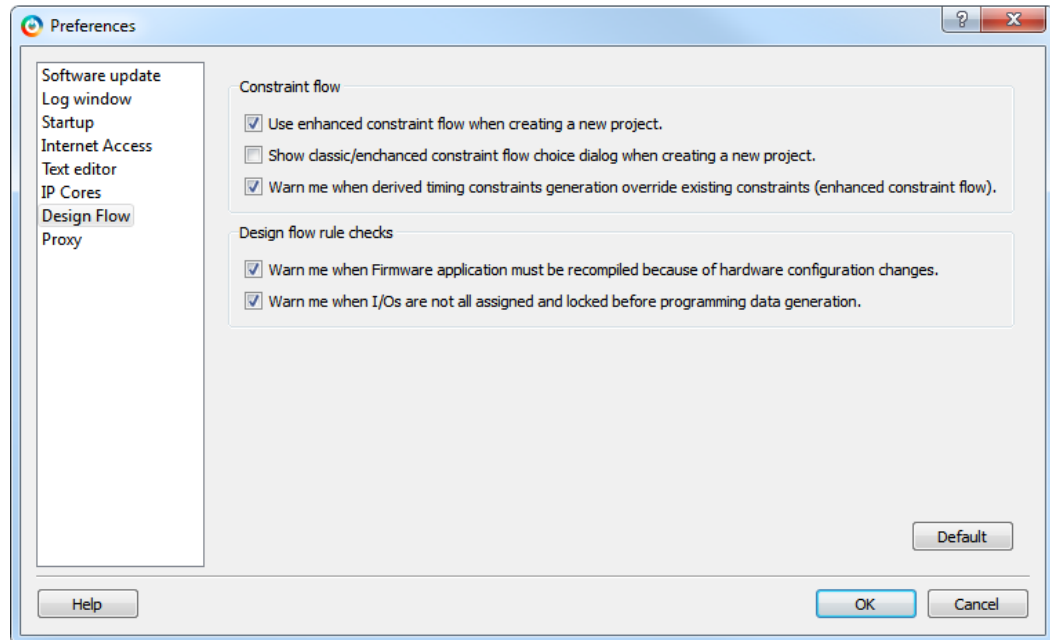 Preferences
Software update
Log window
Startup
Internet Access
Text editor
IP Cores
Design Flow
Proxy
Constraint flow
Use enhanced constraint flow when creating a new project.
Show classic/enchanced constraint flow choice dialog when creating a new project.
Warn me when derived timing constraints generation override existing constraints (enhanced constraint flow).
Design flow rule checks
Warn me when Firmware application must be recompiled because of hardware configuration changes.
Warn me when I/Os are not all assigned and locked before programming data generation.
Default
Help
OK
Cancel